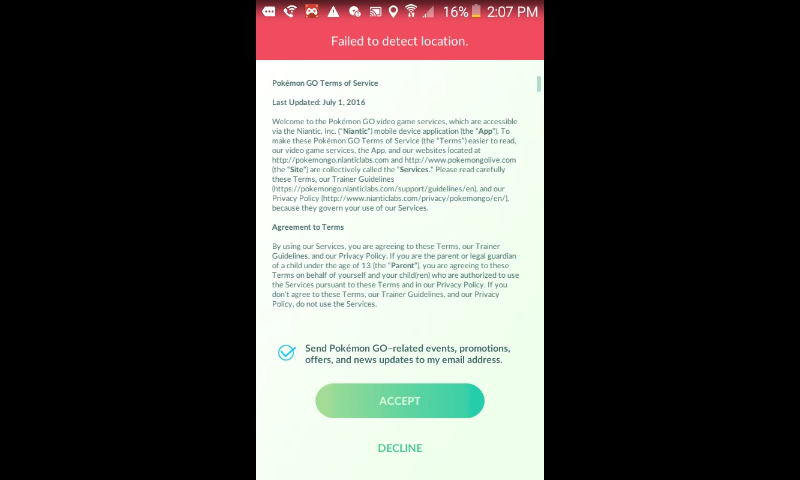 16% 2:07 PM
Failed to detect location.
Pokémon GO Terms of Service
Last Updated: July 1, 2016
Welcome to the Pokémon GO video game services, which are accessible
via the Niantic, Inc. ("Niantic") mobile device application (the "App"). To
make these Pokémon GO Terms of Service (the "Terms") easier to read,
our video game services, the App, and our websites located at
http://pokemongo.nianticlabs.com and http://www.pokemongolive.com
(the "Site") are collectively called the "Services." Please read carefully
these Terms, our Trainer Guidelines
(https://pokemongo.nianticlabs.com/support/guidelines/en), and our
Privacy Policy (http://www.nianticlabs.com/privacy/pokemongo/en/),
because they govern your use of our Services.
Agreement to Terms
By using our Services, you are agreeing to these Terms, our Trainer
Guidelines, and our Privacy Policy. If you are the parent or legal guardian
of a child under the age of 13 (the "Parent"), you are agreeing to these
Terms on behalf of yourself and your child(ren) who are authorized to use
the Services pursuant to these Terms and in our Privacy Policy. If you
don't agree to these Terms, our Trainer Guidelines, and our Privacy
Policy, do not use the Services.
Send Pokémon GO–related events, promotions,
offers, and news updates to my email address.
ACCEPT
DECLINE